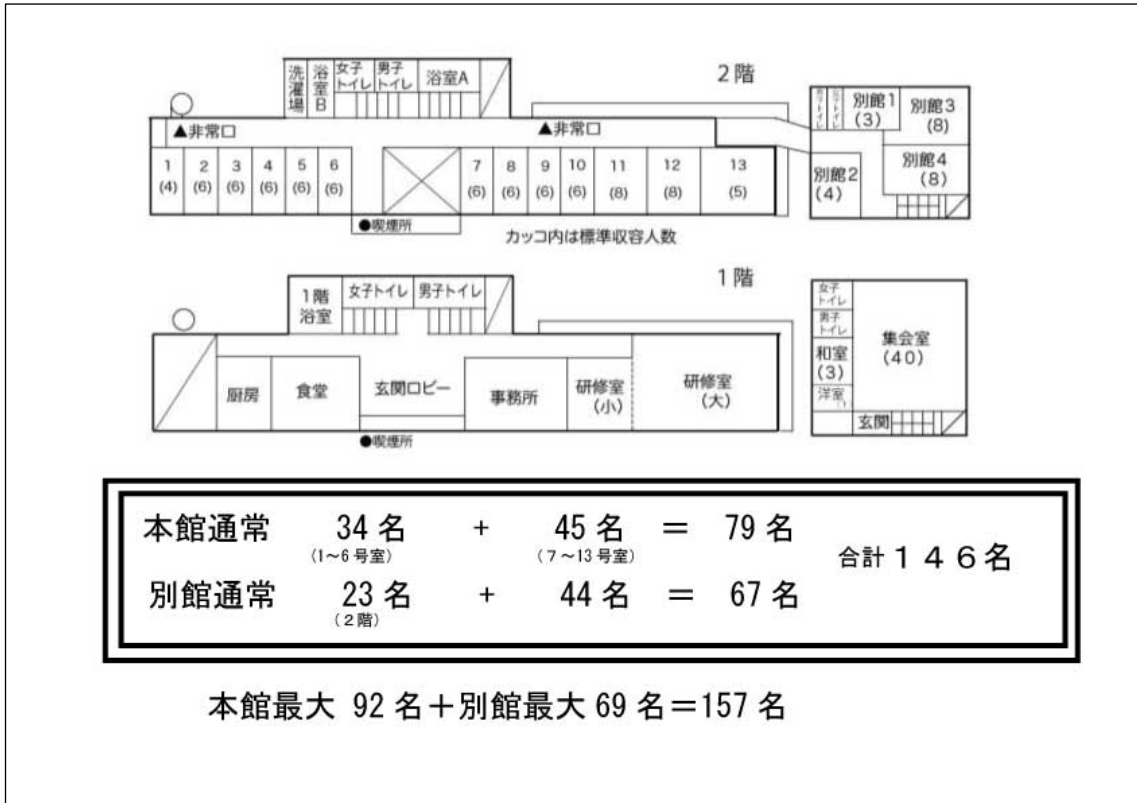 2階
洗濯場
浴室B
女子トイレ
男子トイレ
浴室A
▲非常口
▲非常口
1
(4)
2
(6)
3
(6)
4
(6)
5
(6)
6
(6)
7
(6)
8
(6)
9
(6)
10
(6)
11
(8)
12
(8)
13
(5)
●喫煙所
カッコ内は標準収容人数
別館1
(3)
別館3
(8)
別館2
(4)
別館4
(8)
1階
1階
浴室
女子トイレ
男子トイレ
厨房
食堂
玄関ロビー
事務所
研修室
(小)
研修室
(大)
●喫煙所
女子
トイレ
男子
トイレ
和室
(3)
洋室
集会室
(40)
玄関
本館通常 34名 + 45名 = 79名
(1~6号室) (7~13号室)
合計146名
別館通常 23名 + 44名 = 67名
(2階)
本館最大 92名+別館最大69名=157名